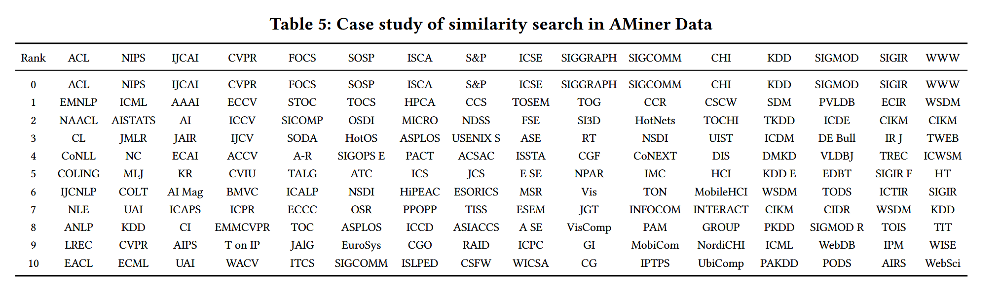 Table 5: Case study of similarity search in AMiner Data
Rank ACL NIPS IJCAI CVPR FOCS SOSP ISCA S&P ICSE SIGGRAPH SIGCOMM CHI KDD SIGMOD SIGIR WWW
0 ACL NIPS IJCAI CVPR FOCS SOSP ISCA S&P ICSE SIGGRAPH SIGCOMM CHI KDD SIGMOD SIGIR WWW
1 EMNLP ICML AAAI ECCV STOC TOCS HPCA CCS TOSEM TOG CCR CSCW SDM PVLDB ECIR WSDM
2 NAACL AISTATS AI ICCV SICOMP OSDI MICRO NDSS FSE SI3D HotNets TOCHI TKDD ICDE CIKM CIKM
3 CL JMLR JAIR IJCV SODA HotOS ASPLOS USENIX S ASE RT NSDI UIST ICDM DE Bull IR J TWEB
4 CoNLL NC ECAI ACCV A-R SIGOPS E PACT ACSAC ISSTA CGF CoNEXT DIS DMKD VLDBJ TREC ICWSM
5 COLING MLJ KR CVIU TALG ATC ICS JCS E SE NPAR IMC HCI KDD E EDBT SIGIR F HT
6 IJCNLP COLT AI Mag BMVC ICALP NSDI HiPEAC ESORICS MSR Vis TON MobileHCI WSDM TODS ICTIR SIGIR
7 NLE UAI ICAPS ICPR ECCC OSR PPOPP TISS ESEM JGT INFOCOM INTERACT CIKM CIDR WSDM KDD
8 ANLP KDD CI EMMCVPR TOC ASPLOS ICCD ASIACCS A SE VisComp PAM GROUP PKDD SIGMOD R TOIS TIT
9 LREC CVPR AIPS T on IP JAlG EuroSys CGO RAID ICPC GI MobiCom NordiCHI ICML WebDB IPM WISE
10 EACL ECML UAI WACV ITCS SIGCOMM ISLPED CSFW WICSA CG IPTPS UbiComp PAKDD PODS AIRS WebSci